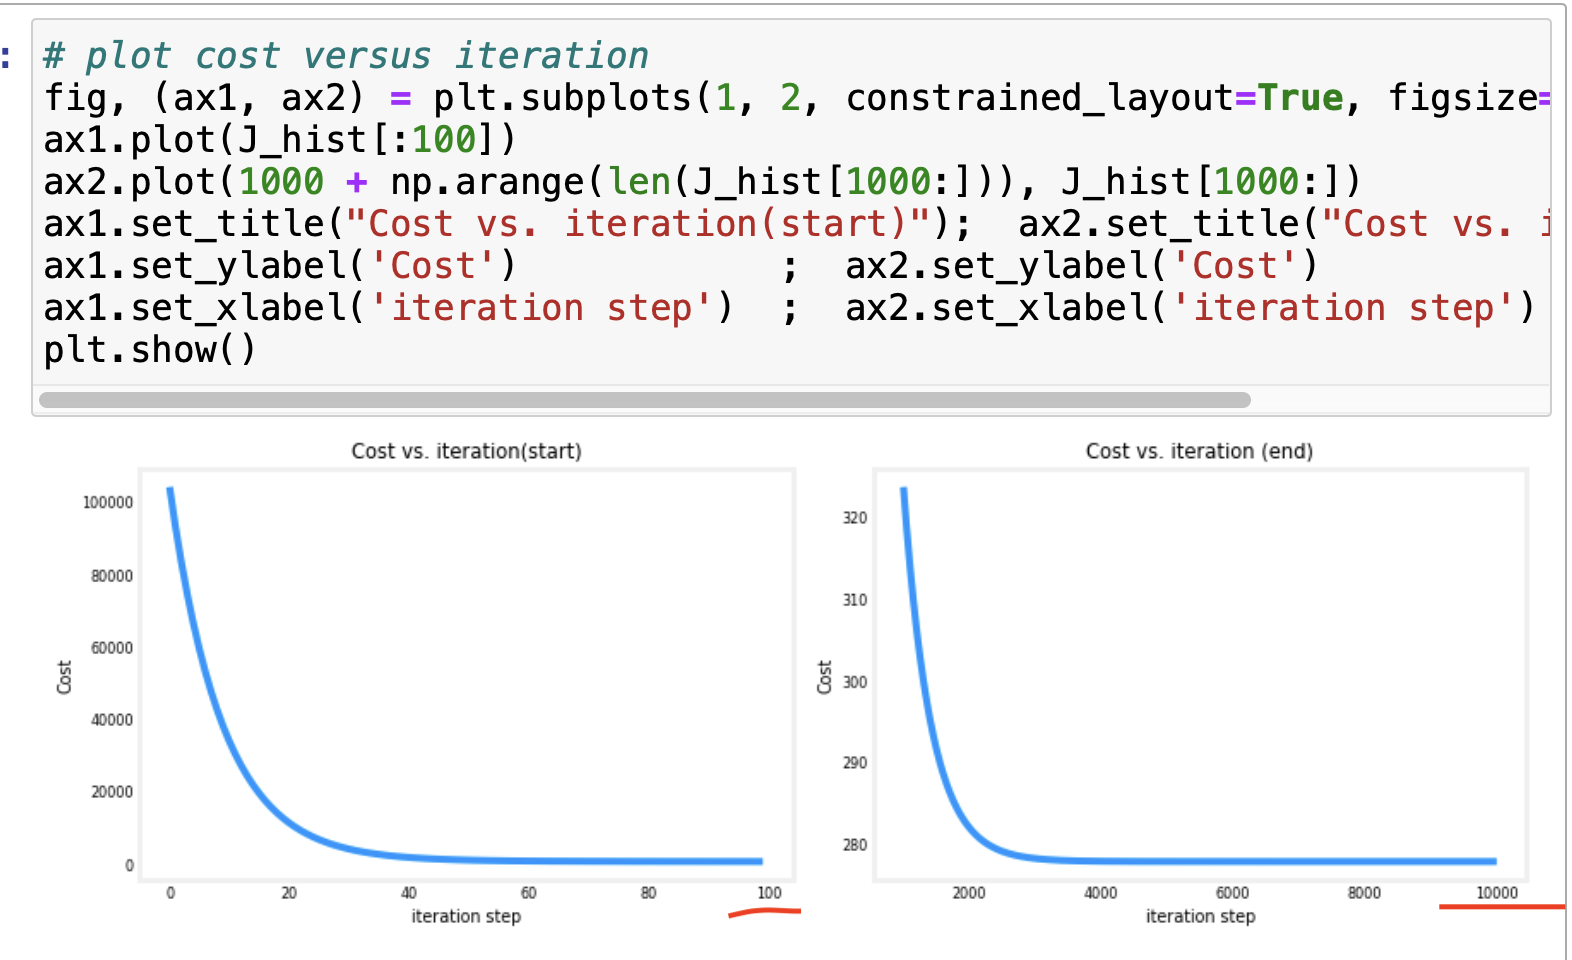 :
# plot cost versus iteration
fig, (ax1, ax2) = plt.subplots(1, 2, constrained_layout=True, figsize=
ax1.plot(J_hist[:100])
ax2.plot(1000 + np.arange(len(J_hist[1000:])), J_hist[1000:])
ax1.set_title("Cost vs. iteration(start)");  ax2.set_title("Cost vs. i
ax1.set_ylabel('Cost')            ;  ax2.set_ylabel('Cost')
ax1.set_xlabel('iteration step')  ;  ax2.set_xlabel('iteration step')
plt.show()
Cost vs. iteration(start)
100000
80000
60000
40000
20000
0
Cost
0 20 40 60 80 100
iteration step
Cost vs. iteration (end)
320
310
300
290
280
Cost
2000 4000 6000 8000 10000
iteration step